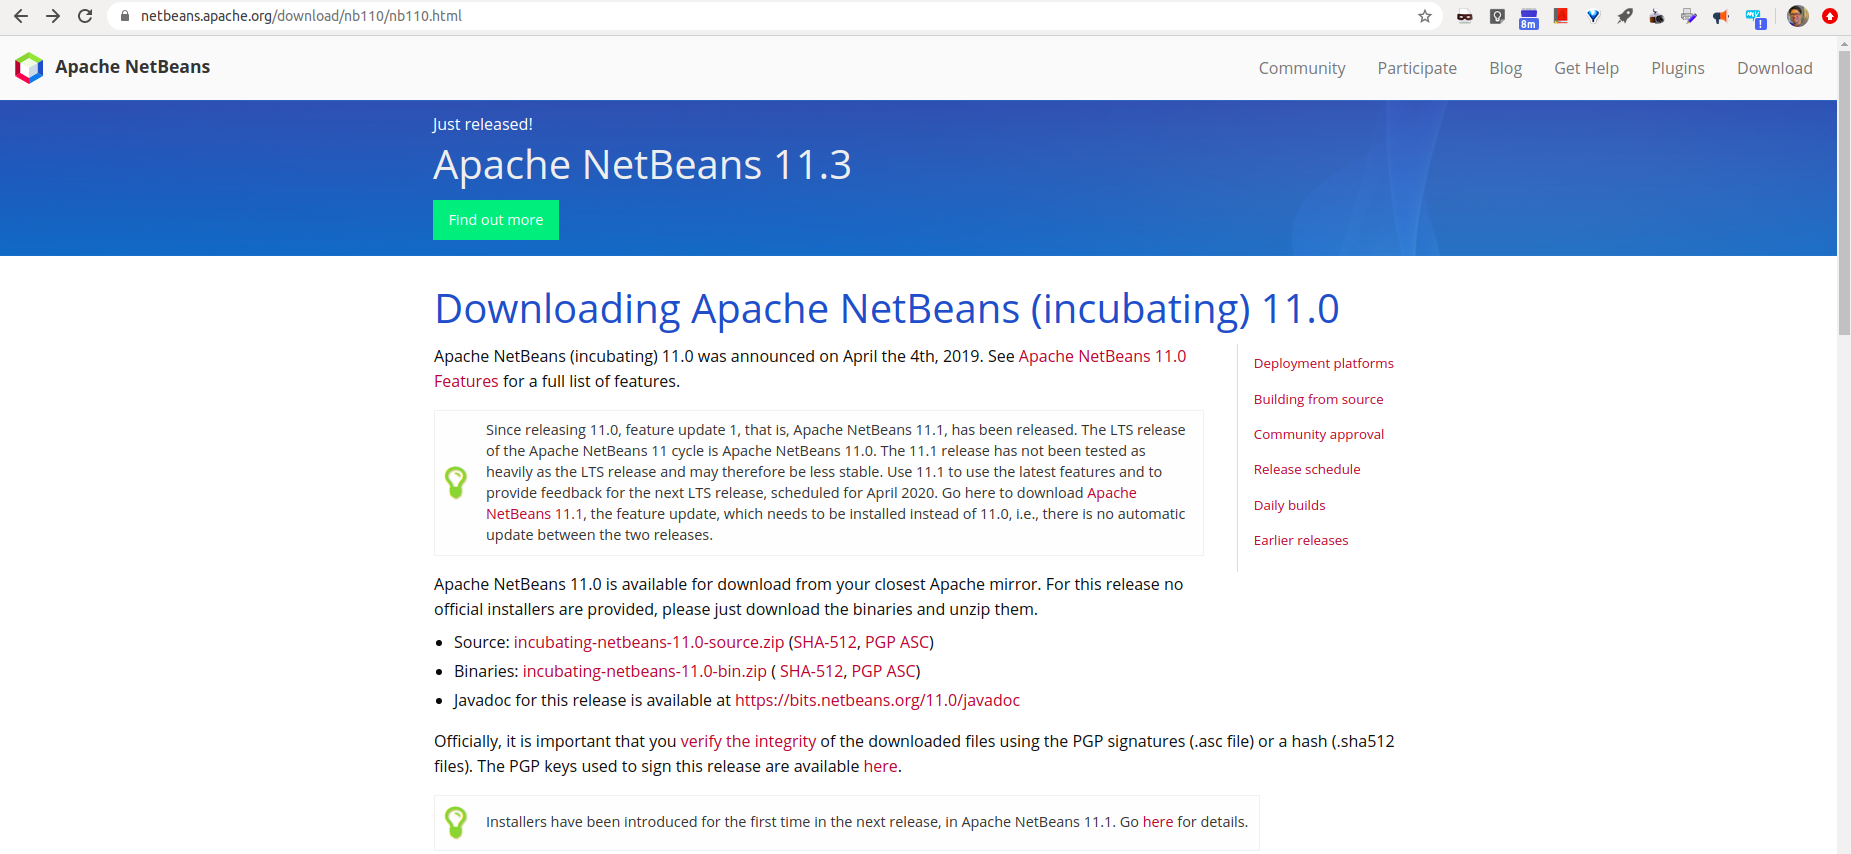 netbeans.apache.org/download/nb110/nb110.html
8m
Apache NetBeans
Community Participate Blog Get Help Plugins Download
Just released!
Apache NetBeans 11.3
Find out more
Downloading Apache NetBeans (incubating) 11.0
Apache NetBeans (incubating) 11.0 was announced on April the 4th, 2019. See Apache NetBeans 11.0
Features for a full list of features.
Deployment platforms
Building from source
Community approval
Release schedule
Daily builds
Earlier releases
Since releasing 11.0, feature update 1, that is, Apache NetBeans 11.1, has been released. The LTS release
of the Apache NetBeans 11 cycle is Apache NetBeans 11.0. The 11.1 release has not been tested as
heavily as the LTS release and may therefore be less stable. Use 11.1 to use the latest features and to
provide feedback for the next LTS release, scheduled for April 2020. Go here to download Apache
NetBeans 11.1, the feature update, which needs to be installed instead of 11.0, i.e., there is no automatic
update between the two releases.
Apache NetBeans 11.0 is available for download from your closest Apache mirror. For this release no
official installers are provided, please just download the binaries and unzip them.
• Source: incubating-netbeans-11.0-source.zip (SHA-512, PGP ASC)
• Binaries: incubating-netbeans-11.0-bin.zip ( SHA-512, PGP ASC)
• Javadoc for this release is available at https://bits.netbeans.org/11.0/javadoc
Officially, it is important that you verify the integrity of the downloaded files using the PGP signatures (.asc file) or a hash (.sha512
files). The PGP keys used to sign this release are available here.
Installers have been introduced for the first time in the next release, in Apache NetBeans 11.1. Go here for details.